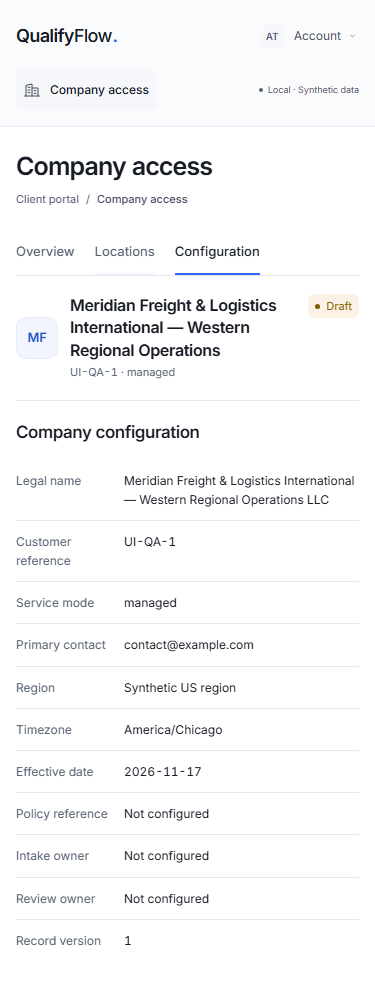 QualifyFlow.
AT Account
Company access
Local · Synthetic data
Company access
Client portal / Company access
Overview Locations Configuration
MF
Meridian Freight & Logistics
International — Western
Regional Operations
Draft
UI-QA-1 · managed
Company configuration
Legal name Meridian Freight & Logistics International
— Western Regional Operations LLC
Customer UI-QA-1
reference
Service mode managed
Primary contact contact@example.com
Region Synthetic US region
Timezone America/Chicago
Effective date 2026-11-17
Policy reference Not configured
Intake owner Not configured
Review owner Not configured
Record version 1